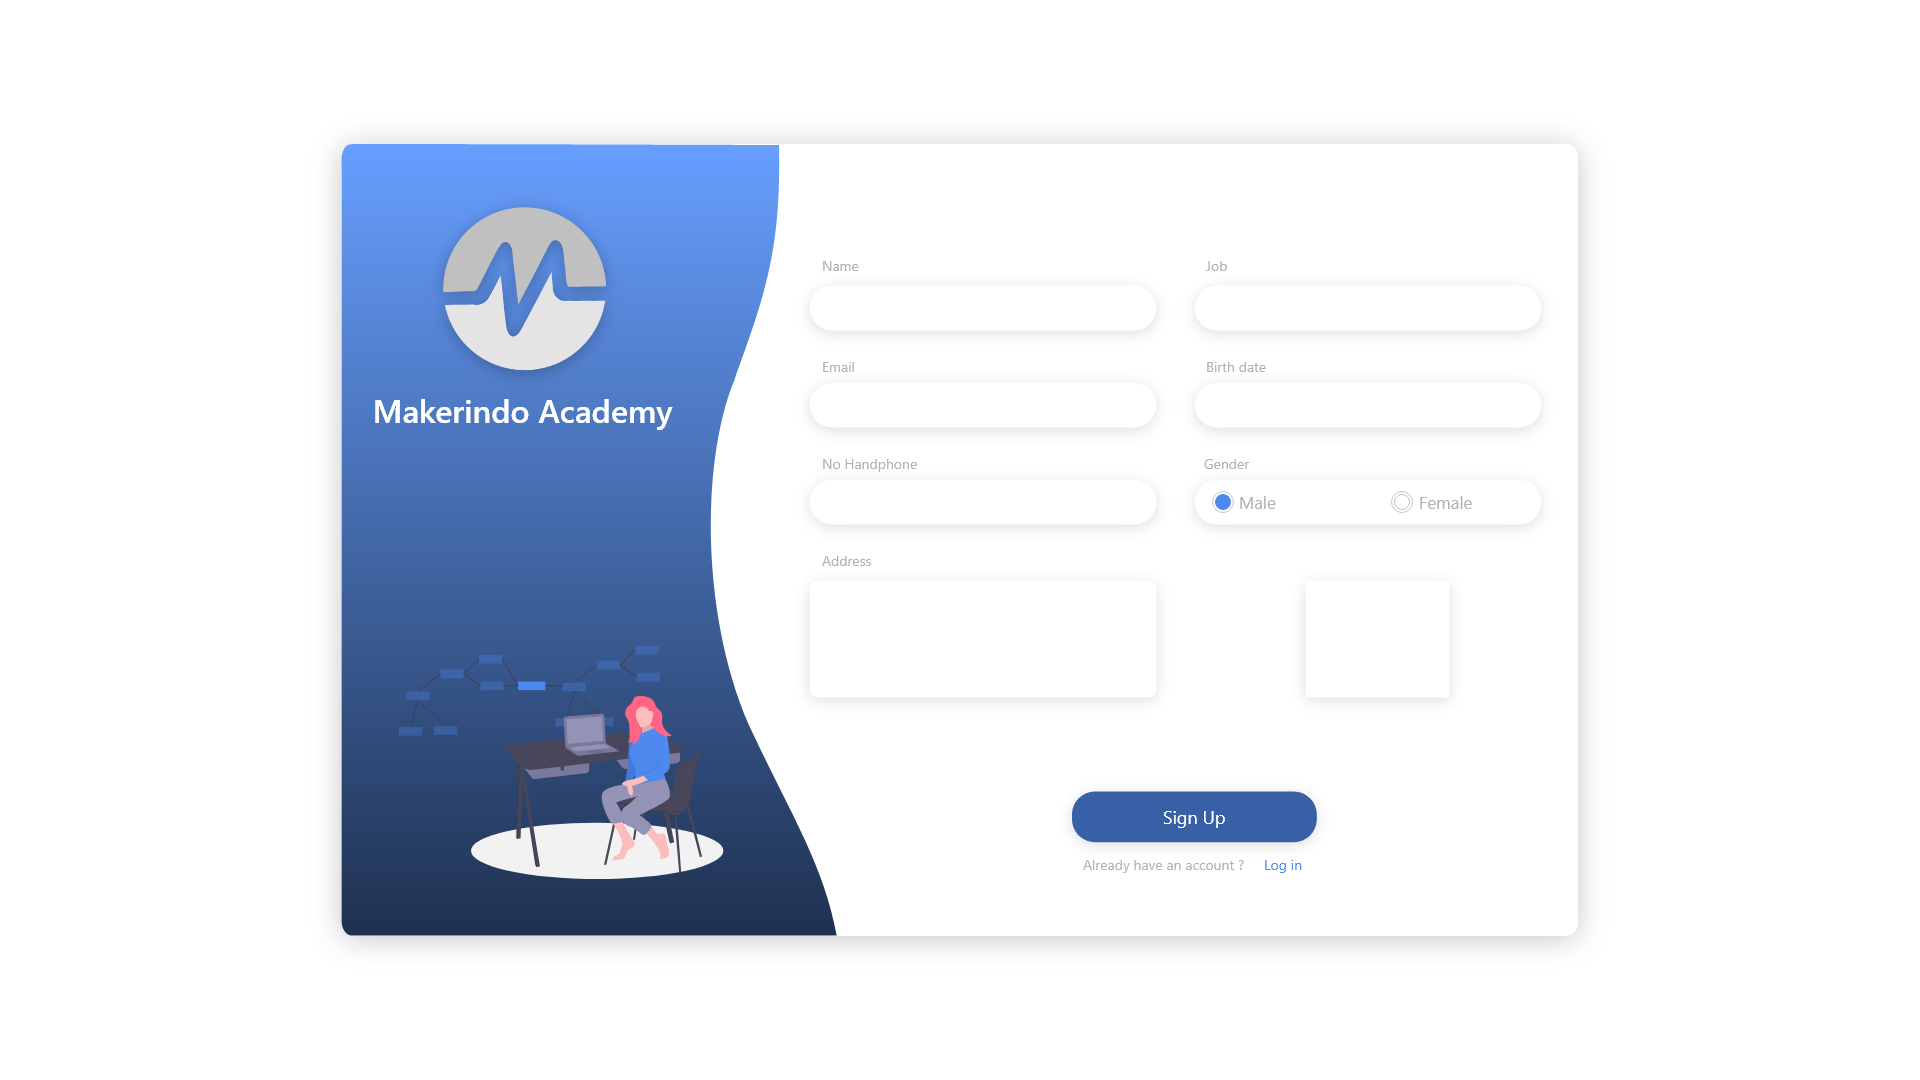 Makerindo Academy
Name
Job
Email
Birth date
No Handphone
Gender
Male
Female
Address
Sign Up
Already have an account ? Log in